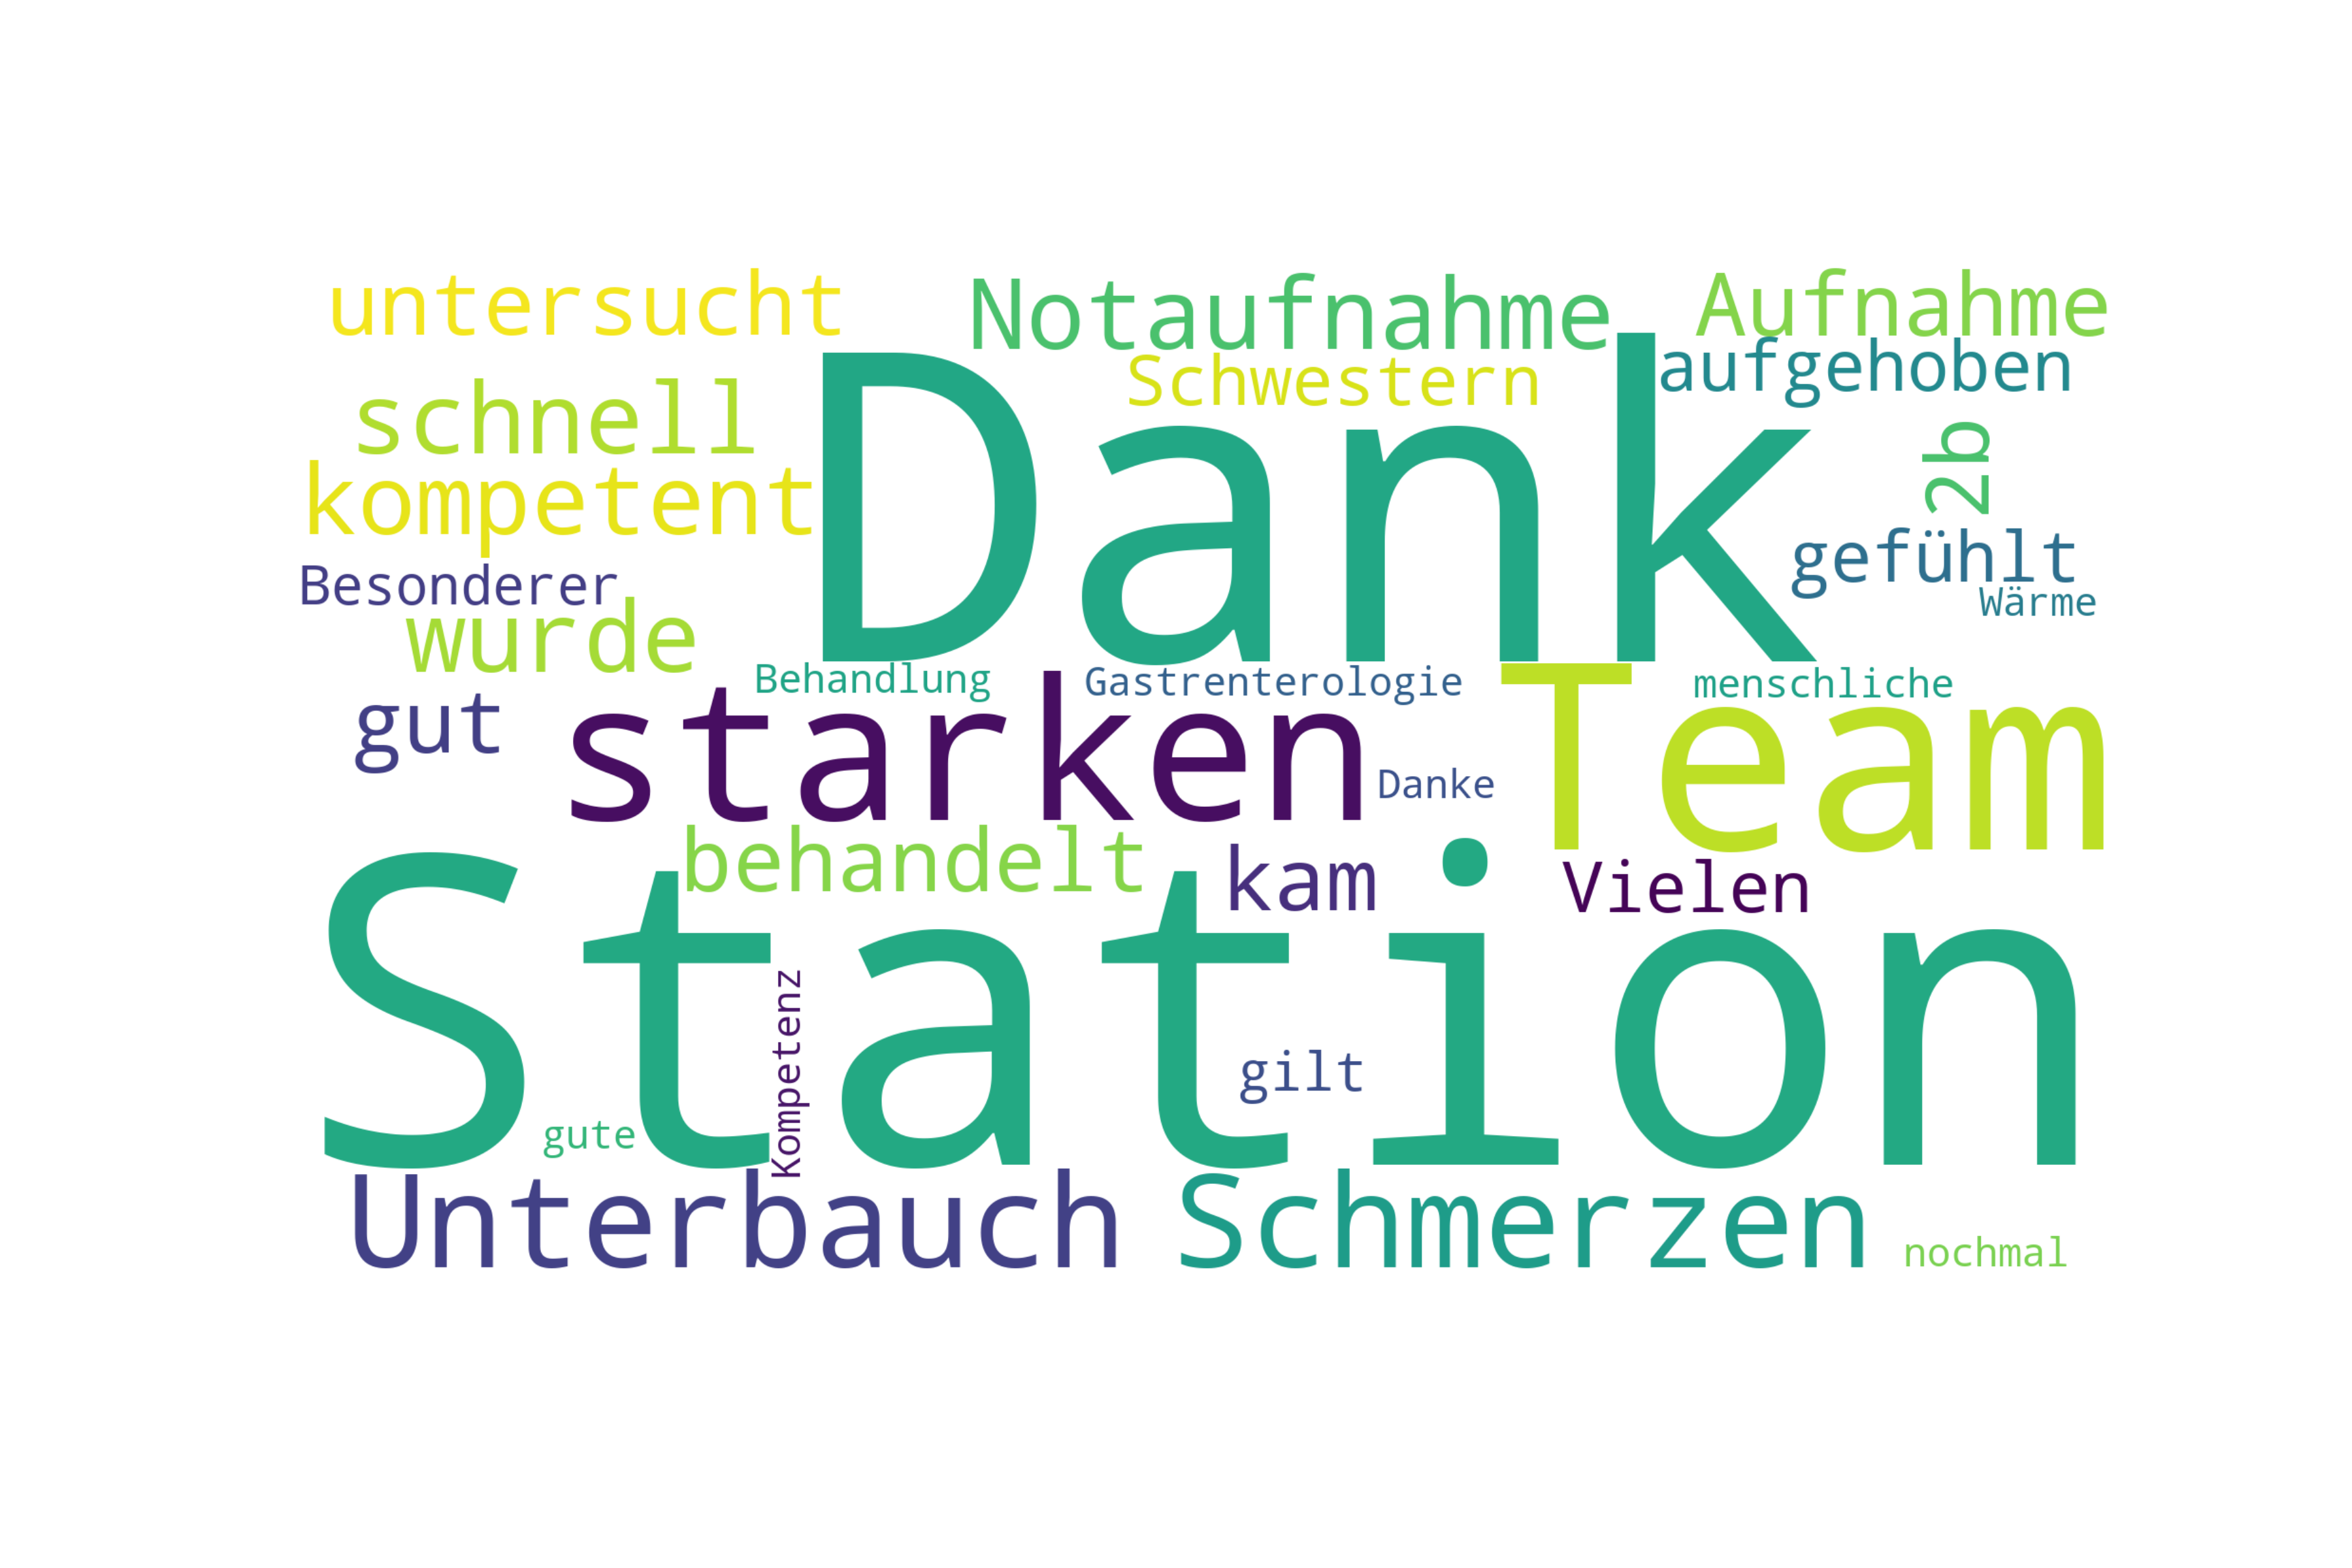 untersucht
Notaufnahme
Aufnahme
Schwestern
aufgehoben
schnell
Dank
2b
kompetent
gefühlt
Besonderer
Wärme
wurde
Behandlung
Gastrenterologie
menschliche
gut
starken
Team
Danke
behandelt
kam
Vielen
Station
Kompetenz
gilt
gute
Unterbauch
Schmerzen
nochmal